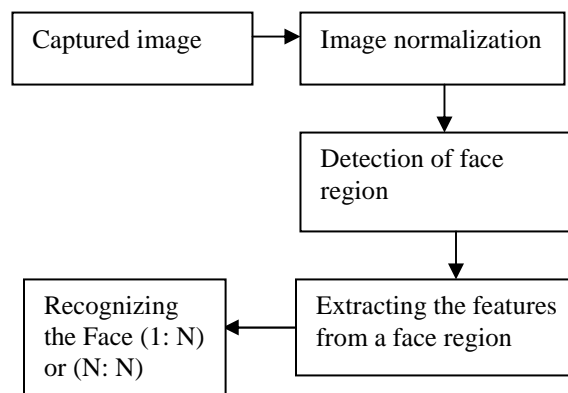 Captured image
Image normalization
Detection of face
region
Extracting the features
from a face region
Recognizing
the Face (1: N)
or (N: N)